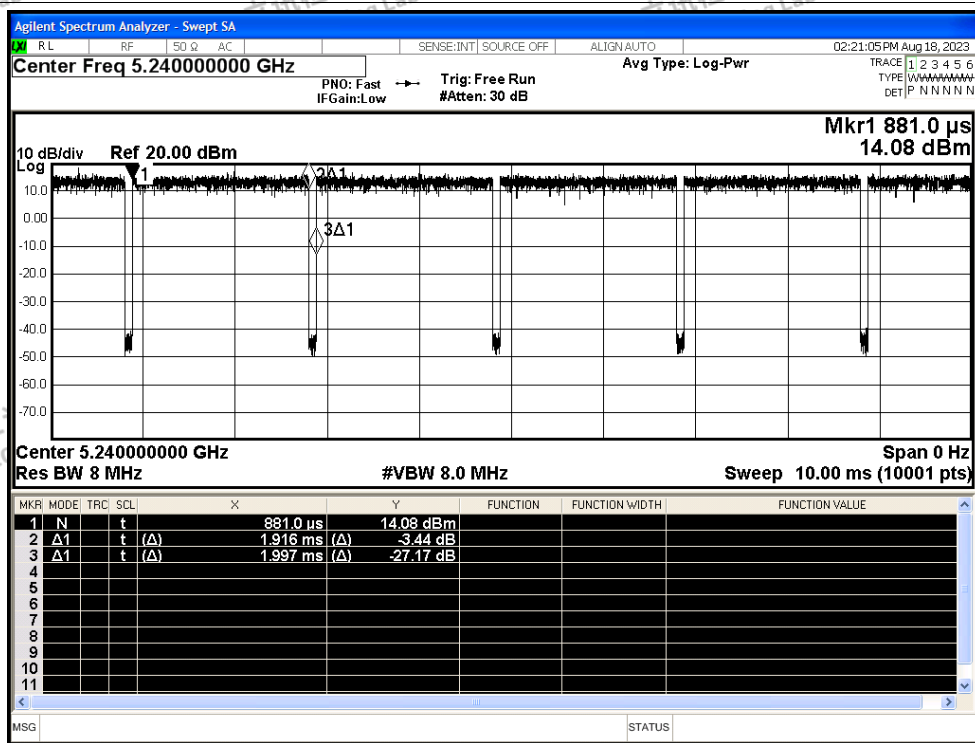 Agilent Spectrum Analyzer - Swept SA
LXI RL RF 50 Ω AC SENSE:INT SOURCE OFF ALIGN AUTO 02:21:05 PM Aug 18, 2023
Center Freq 5.240000000 GHz
PNO: Fast
IFGain:Low
Trig: Free Run
#Atten: 30 dB
Avg Type: Log-Pwr
TRACE 1 2 3 4 5 6
TYPE WWWWWW
DET P N N N N N
Mkr1 881.0 µs
14.08 dBm
10 dB/div Ref 20.00 dBm
Log
10.0
0.00
-10.0
-20.0
-30.0
-40.0
-50.0
-60.0
-70.0
1
2Δ1
3Δ1
Center 5.240000000 GHz Span 0 Hz
Res BW 8 MHz #VBW 8.0 MHz Sweep 10.00 ms (10001 pts)
MKR MODE TRC SCL X Y FUNCTION FUNCTION WIDTH FUNCTION VALUE
1 N t 881.0 µs 14.08 dBm
2 Δ1 t (Δ) 1.916 ms (Δ) -3.44 dB
3 Δ1 t (Δ) 1.997 ms (Δ) -27.17 dB
4
5
6
7
8
9
10
11
MSG STATUS